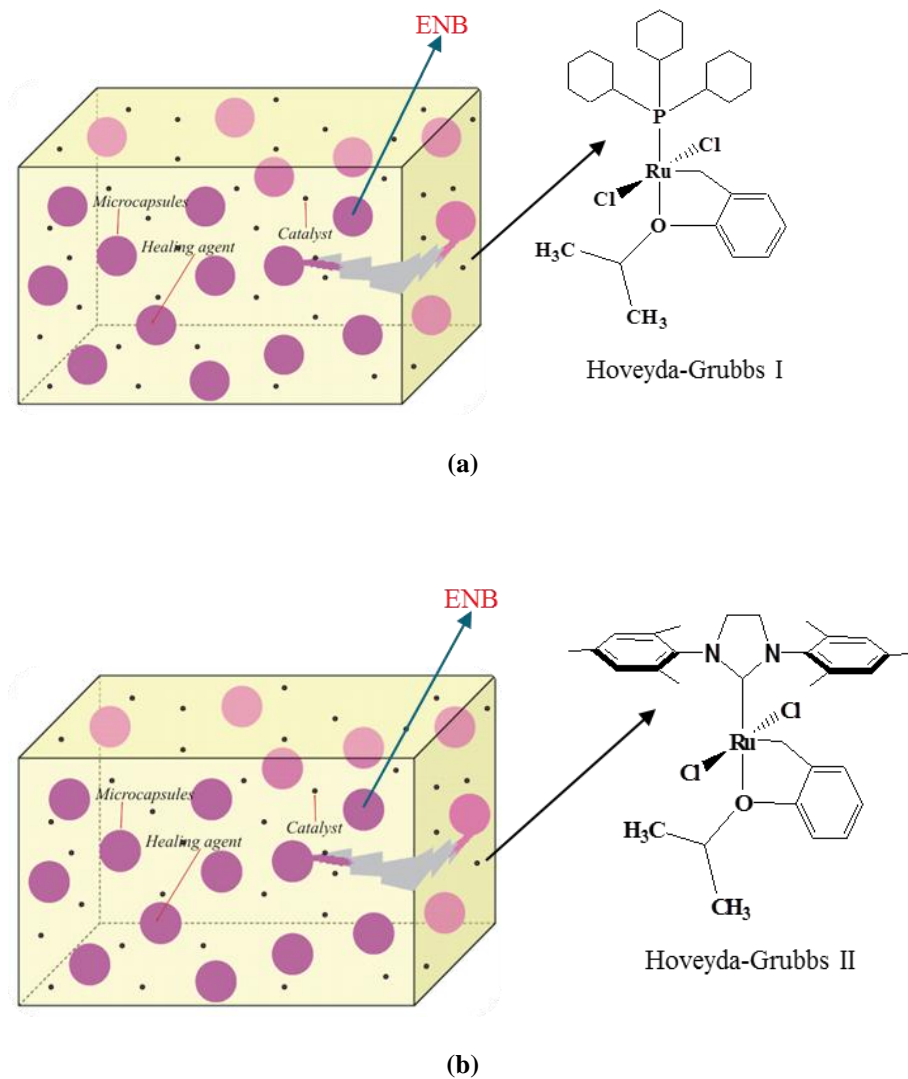 ENB
Microcapsules
Healing agent
Catalyst
P
Cl
Ru
Cl
O
H₃C
CH₃
Hoveyda-Grubbs I
(a)
ENB
Microcapsules
Healing agent
Catalyst
N N
Cl
Ru
Cl
O
H₃C
CH₃
Hoveyda-Grubbs II
(b)